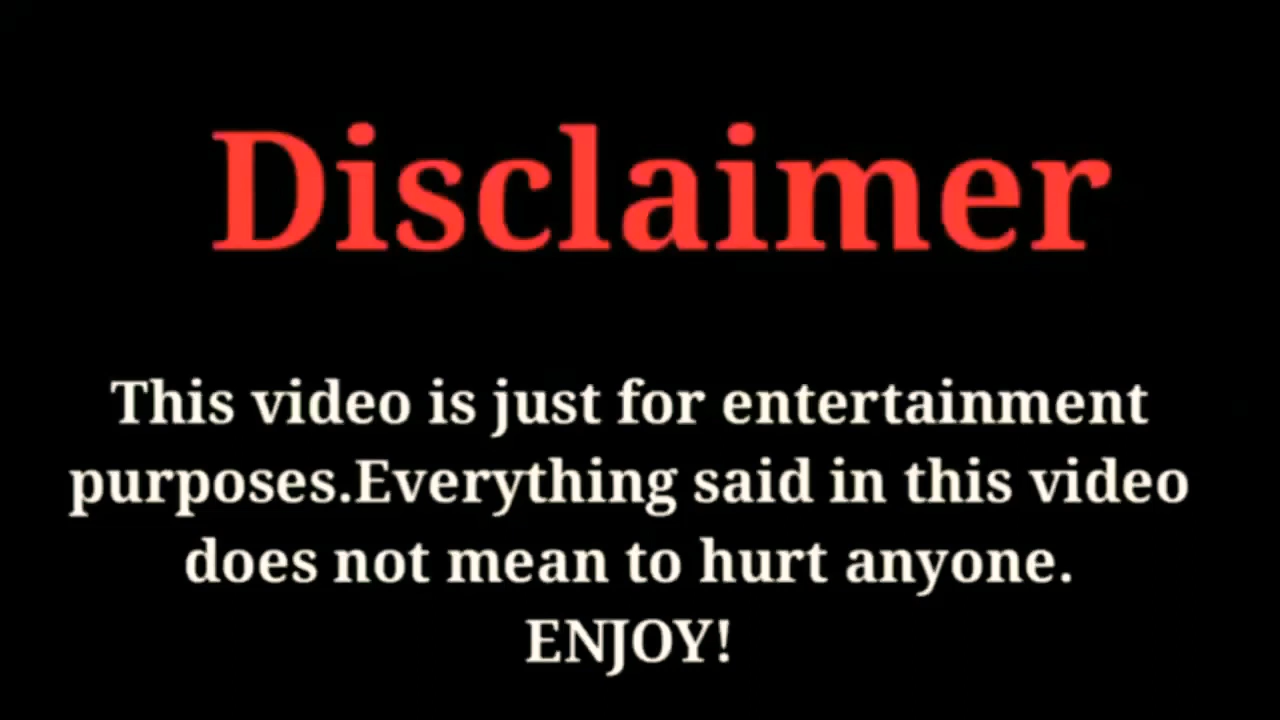 Disclaimer
This video is just for entertainment
purposes.Everything said in this video
does not mean to hurt anyone.
ENJOY!